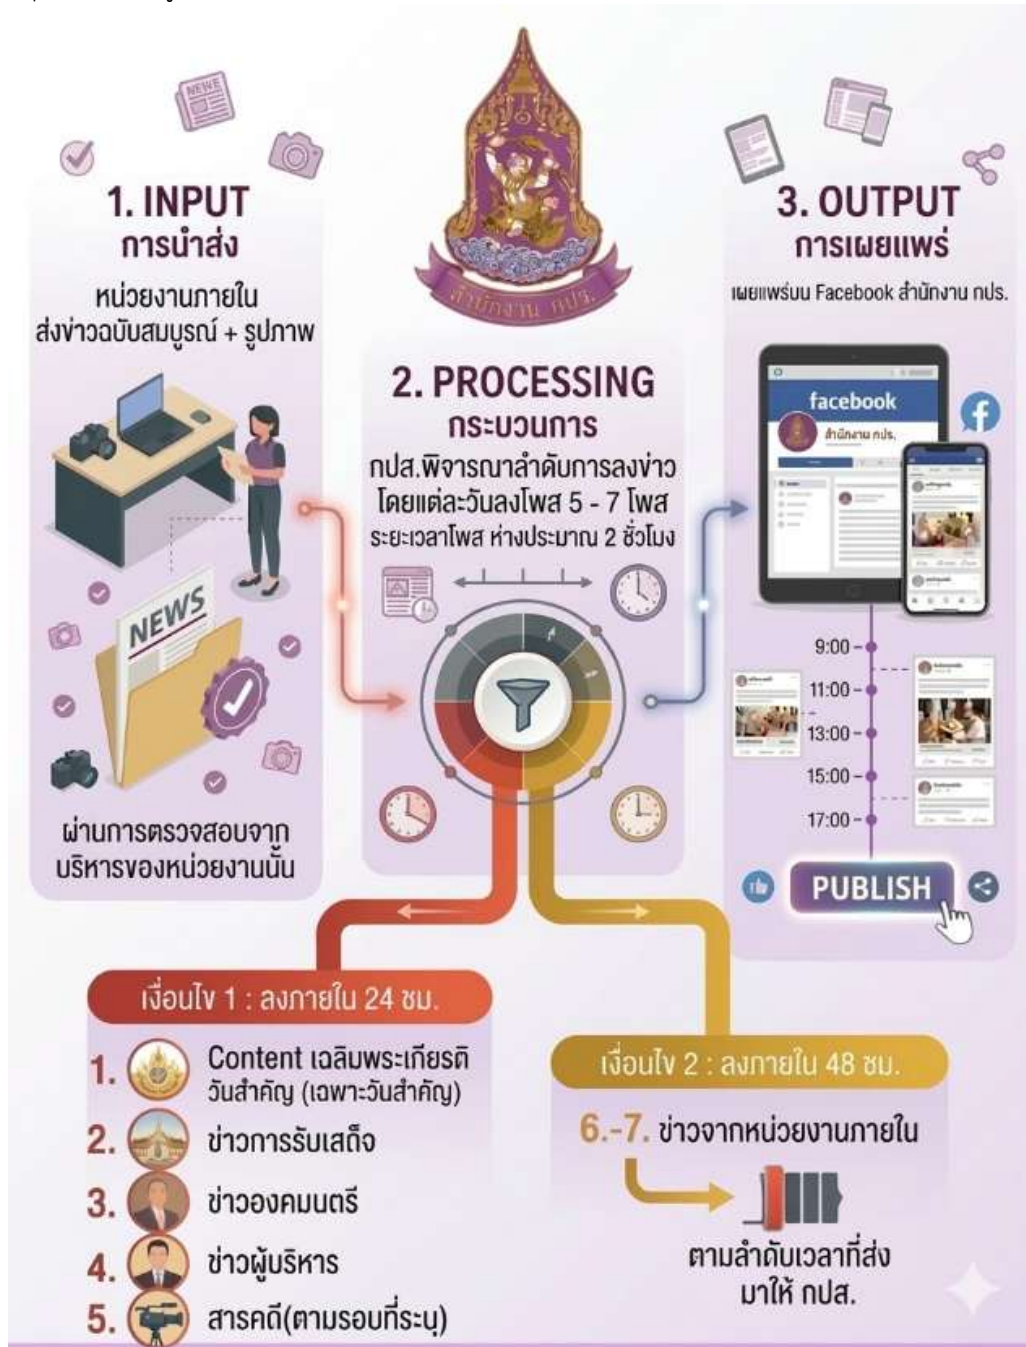 NEWS
1. INPUT
การนำส่ง
หน่วยงานภายใน
ส่งข่าวฉบับสมบูรณ์ + รูปภาพ
NEWS
ผ่านการตรวจสอบจาก
บริหารของหน่วยงานนั้น
สำนักงาน กปร.
2. PROCESSING
กระบวนการ
กปส.พิจารณาลำดับการลงข่าว
โดยแต่ละวันลงโพส 5 - 7 โพส
ระยะเวลาโพส ห่างประมาณ 2 ชั่วโมง
3. OUTPUT
การเผยแพร่
เผยแพร่บน Facebook สำนักงาน กปร.
facebook
สำนักงาน กปร.
9:00
11:00
13:00
15:00
17:00
PUBLISH
เงื่อนไข 1 : ลงภายใน 24 ชม.
1. Content เฉลิมพระเกียรติ
วันสำคัญ (เฉพาะวันสำคัญ)
2. ข่าวการรับเสด็จ
3. ข่าวองคมนตรี
4. ข่าวผู้บริหาร
5. สารคดี(ตามรอบที่ระบุ)
เงื่อนไข 2 : ลงภายใน 48 ชม.
6.-7. ข่าวจากหน่วยงานภายใน
ตามลำดับเวลาที่ส่ง
มาให้ กปส.